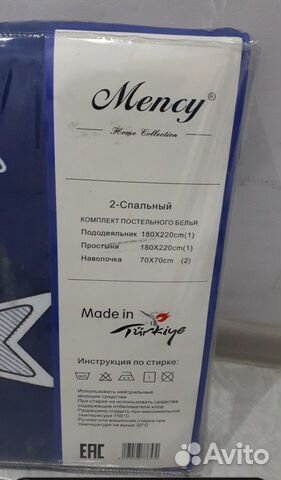 Mency®
Home Collection
2-Спальный
КОМПЛЕКТ ПОСТЕЛЬНОГО БЕЛЬЯ
Пододеяльник 180X220cm(1)
Простыня 180X220cm(1)
Наволочка 70X70cm (2)
Made in Türkiye
Инструкция по стирке:
Использовать нейтральные
моющие средства
При стирке не использовать средства
содержащие отбеливатели хлор
Разрешено гладить при максимальной
температуре 150°С
Ручная или машинная стирка при
температуре не выше 30°С
EAC
Avito